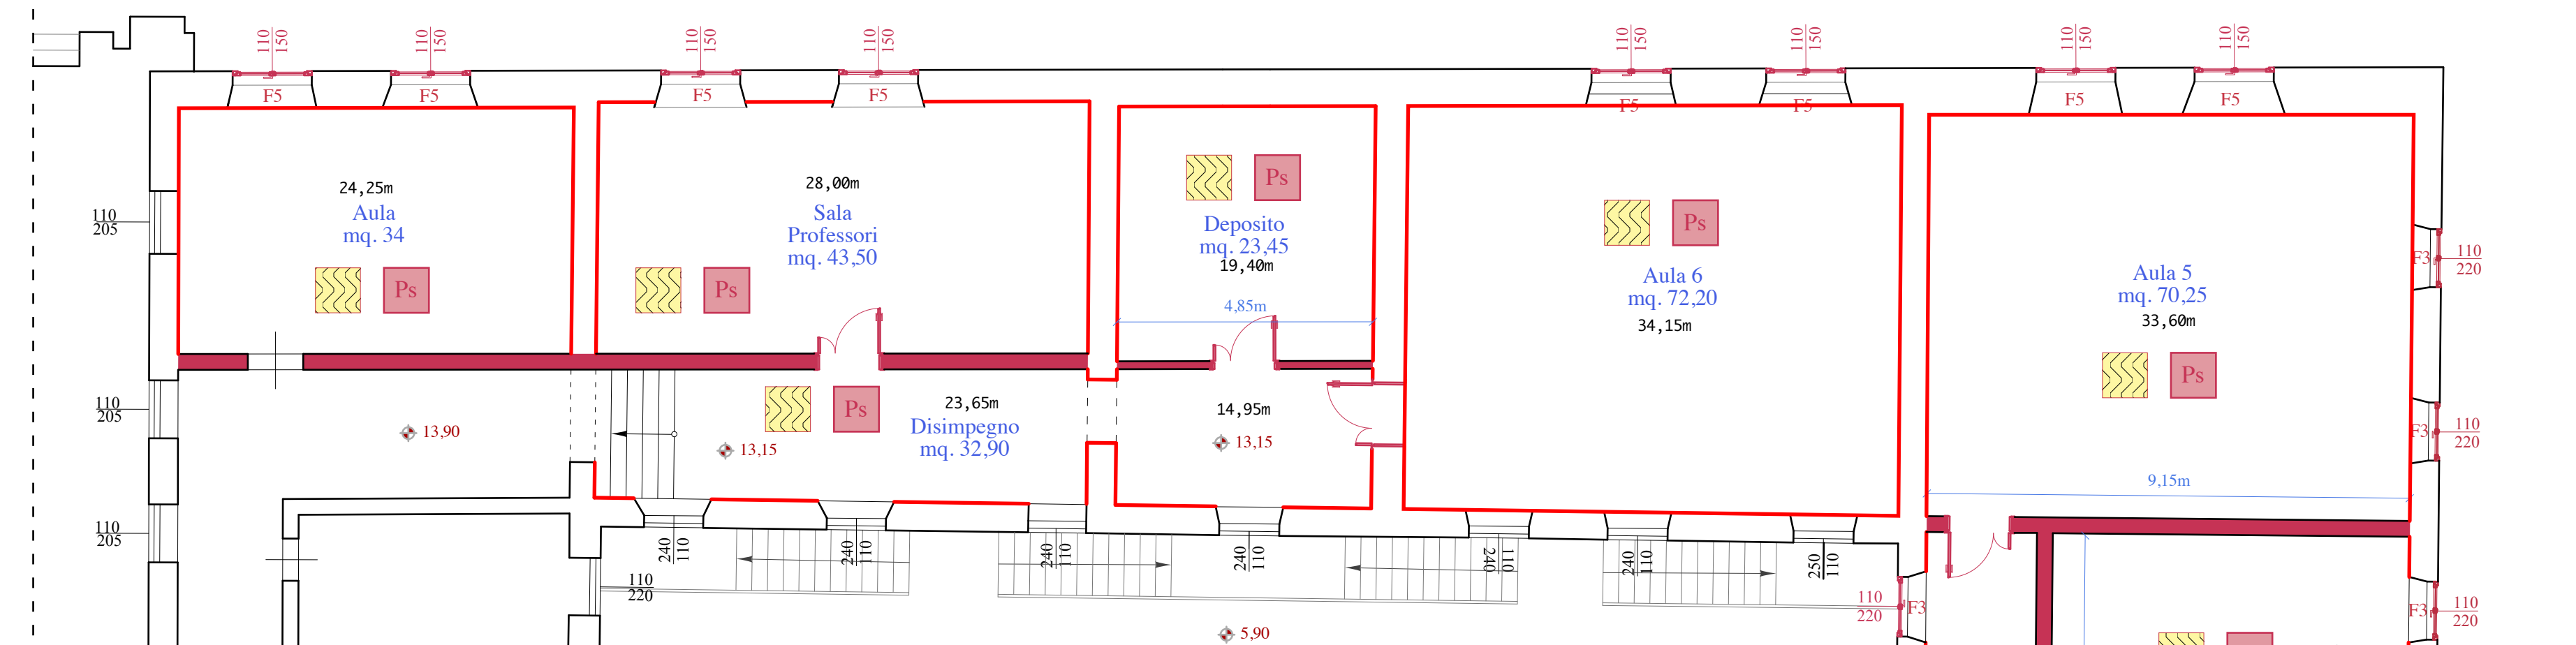 110
150
110
150
110
150
110
150
110
150
110
150
110
150
110
150
F5
F5
F5
F5
F5
F5
F5
F5
24,25m
Aula
mq. 34
Ps
28,00m
Sala
Professori
mq. 43,50
Ps
Ps
Deposito
mq. 23,45
19,40m
4,85m
Ps
Aula 6
mq. 72,20
34,15m
Aula 5
mq. 70,25
33,60m
Ps
9,15m
110
205
110
205
110
205
F3
110
220
F3
110
220
F3
110
220
13,90
13,15
Ps
23,65m
Disimpegno
mq. 32,90
14,95m
13,15
240
110
240
110
240
110
240
110
240
110
240
110
250
110
110
220
110
220
F3
5,90